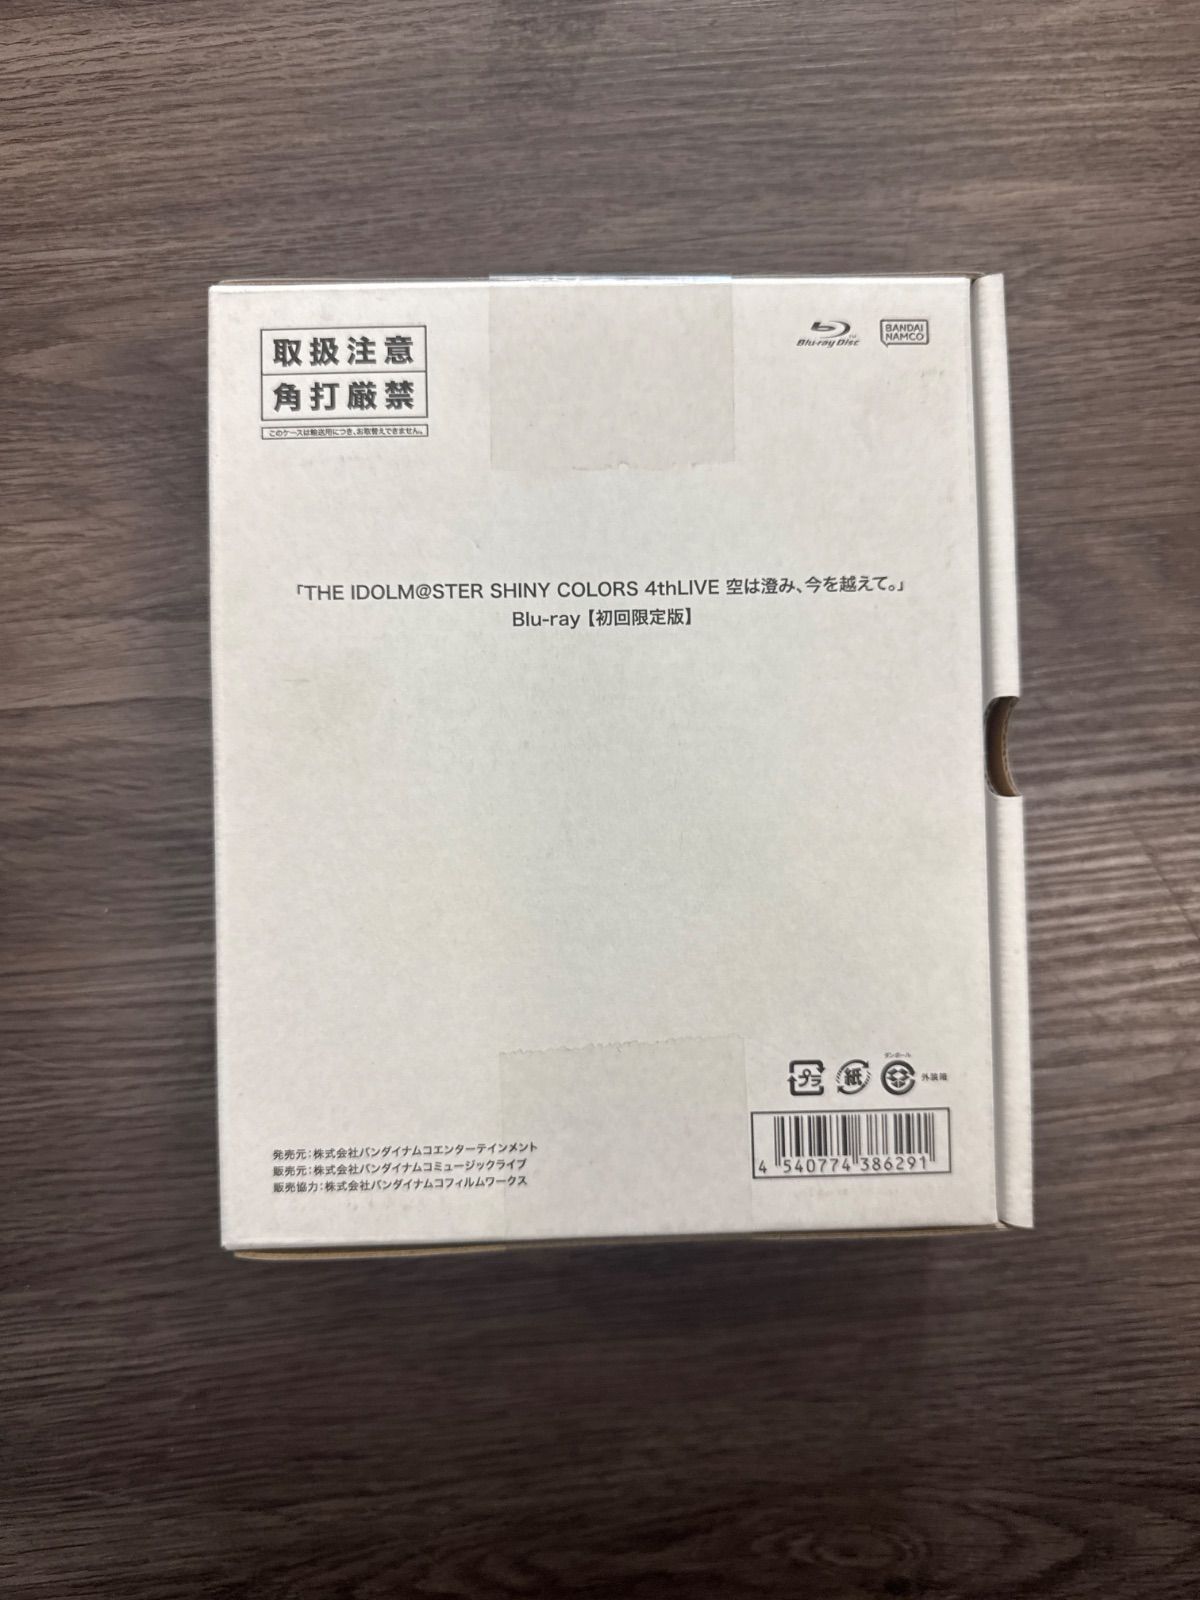 取扱注意
角打厳禁
このケースは輸送用につき、お取替えできません。
Blu-ray Disc
BANDAI
NAMCO
「THE IDOLM@STER SHINY COLORS 4thLIVE 空は澄み、今を越えて。」
Blu-ray【初回限定版】
プラ
紙
ダンボール
外装箱
発売元：株式会社バンダイナムコエンターテインメント
販売元：株式会社バンダイナムコミュージックライブ
販売協力：株式会社バンダイナムコフィルムワークス
4 540774 386291